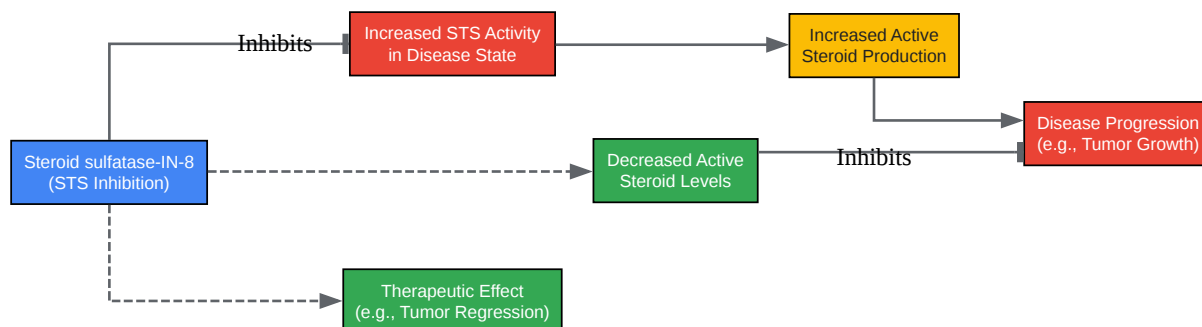 Inhibits
Increased STS Activity
in Disease State
Increased Active
Steroid Production
Disease Progression
(e.g., Tumor Growth)
Steroid sulfatase-IN-8
(STS Inhibition)
Decreased Active
Steroid Levels
Inhibits
Therapeutic Effect
(e.g., Tumor Regression)